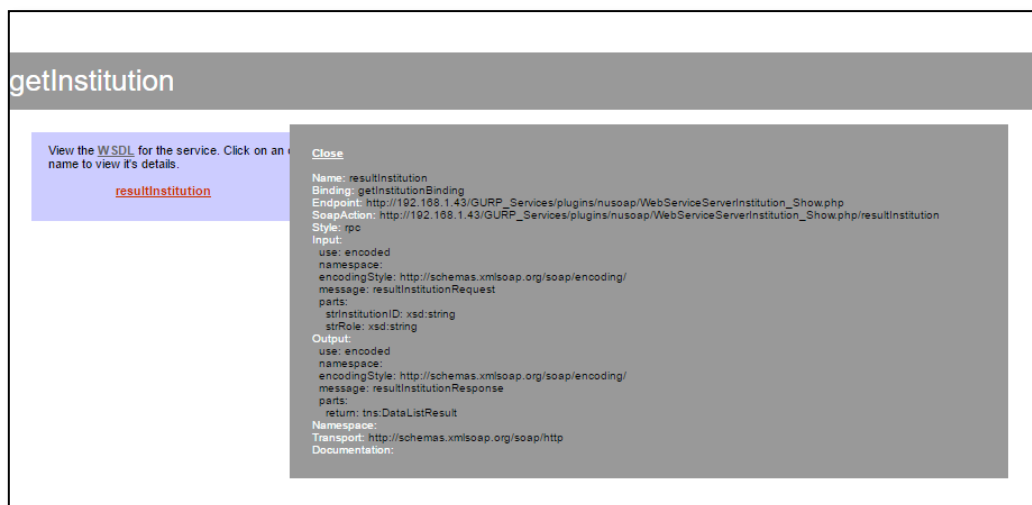 getInstitution
View the WSDL for the service. Click on an
name to view it's details.
resultInstitution
Close
Name: resultInstitution
Binding: getInstitutionBinding
Endpoint: http://192.168.1.43/GURP_Services/plugins/nusoap/WebServiceServerInstitution_Show.php
SoapAction: http://192.168.1.43/GURP_Services/plugins/nusoap/WebServiceServerInstitution_Show.php/resultInstitution
Style: rpc
Input:
use: encoded
namespace:
encodingStyle: http://schemas.xmlsoap.org/soap/encoding/
message: resultInstitutionRequest
parts:
strInstitutionID: xsd:string
strRole: xsd:string
Output:
use: encoded
namespace:
encodingStyle: http://schemas.xmlsoap.org/soap/encoding/
message: resultInstitutionResponse
parts:
return: tns:DataListResult
Namespace:
Transport: http://schemas.xmlsoap.org/soap/http
Documentation: